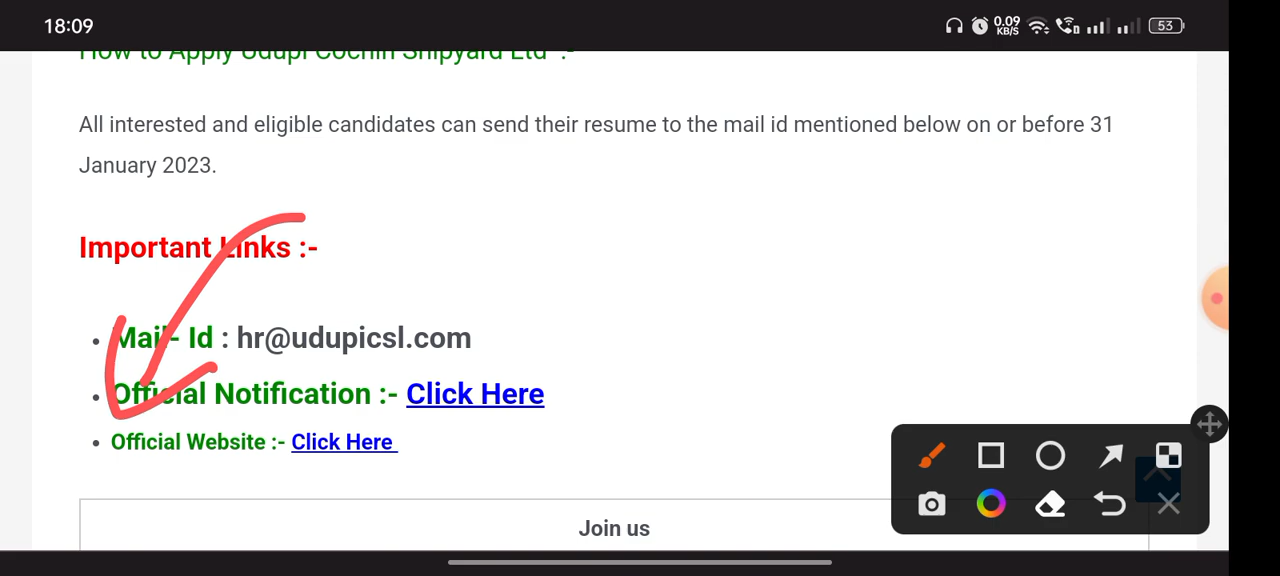 18:09 0.09 KB/S 53
How to Apply Udupi Cochin Shipyard Ltd :-
All interested and eligible candidates can send their resume to the mail id mentioned below on or before 31
January 2023.
Important Links :-
• Mail- Id : hr@udupicsl.com
• Official Notification :- Click Here
• Official Website :- Click Here
Join us